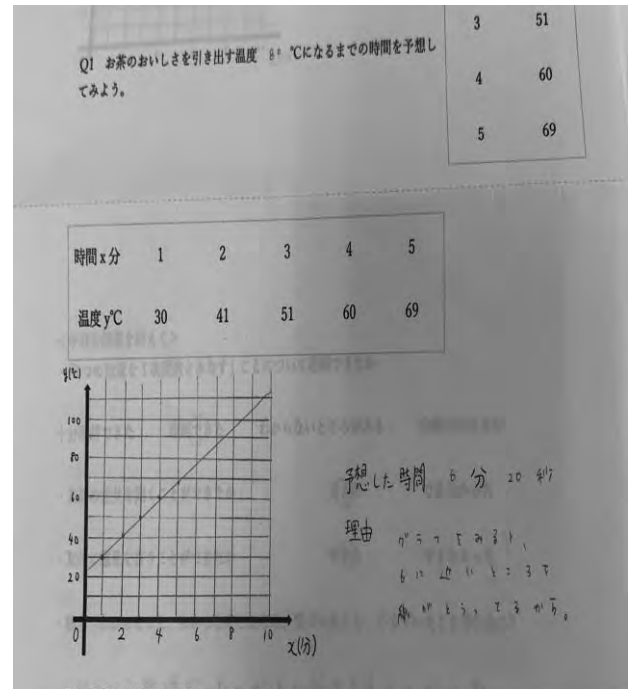 3 51
Q1 お茶のおいしさを引き出す温度 80 ℃になるまでの時間を予想し
てみよう。
4 60
5 69
時間 x 分 1 2 3 4 5
温度 y℃ 30 41 51 60 69
y(℃)
100
80
60
40
20
0 2 4 6 8 10
x(分)
予想した時間 6 分 20 秒
理由 グラフをみると、
6に近いところで
線がとうってるから。